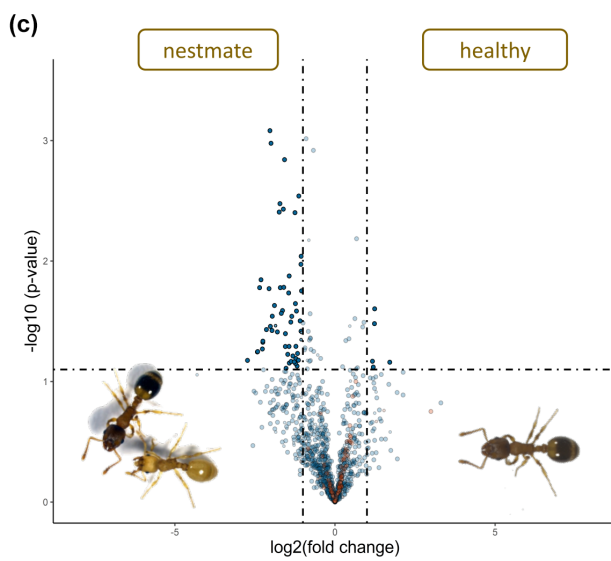 (c)
nestmate
healthy
3
2
1
0
-log10 (p-value)
-5
0
5
log2(fold change)